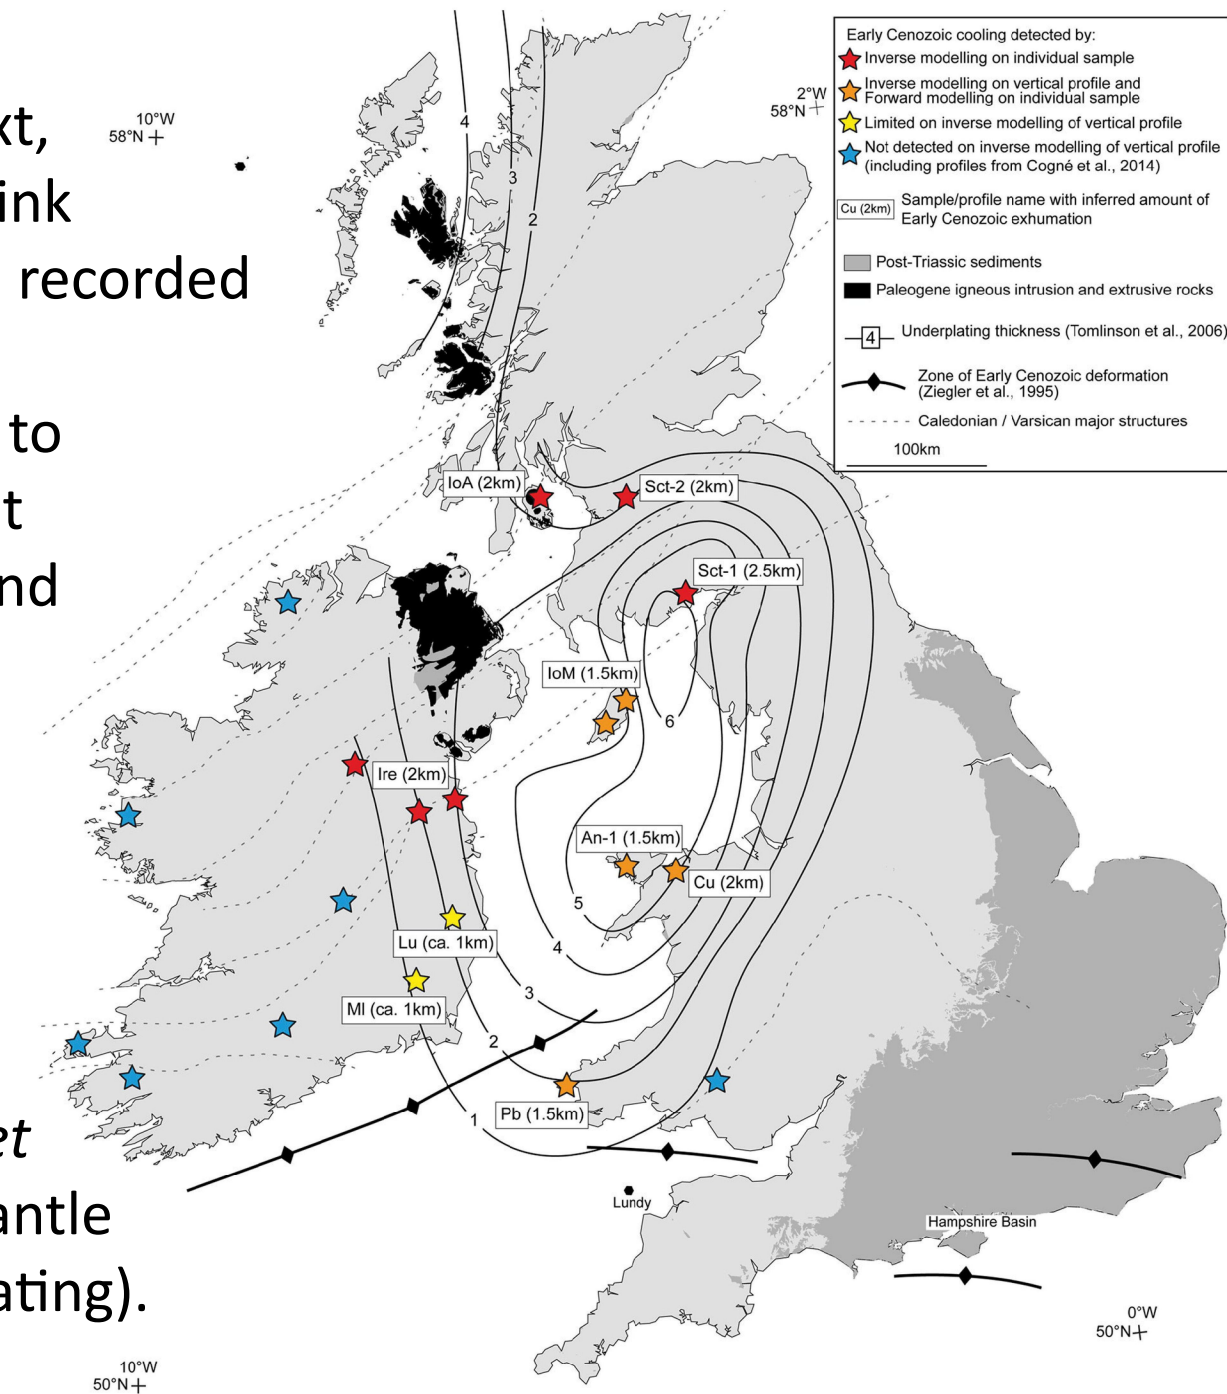 xt,
ink
recorded
to
t
nd
et
antle
ating).
10°W
58°N
2°W
58°N
Early Cenozoic cooling detected by:
Inverse modelling on individual sample
Inverse modelling on vertical profile and
Forward modelling on individual sample
Limited on inverse modelling of vertical profile
Not detected on inverse modelling of vertical profile
(including profiles from Cogné et al., 2014)
Cu (2km)
Sample/profile name with inferred amount of
Early Cenozoic exhumation
Post-Triassic sediments
Paleogene igneous intrusion and extrusive rocks
4
Underplating thickness (Tomlinson et al., 2006)
Zone of Early Cenozoic deformation
(Ziegler et al., 1995)
Caledonian / Varsican major structures
100km
4
3
2
IoA (2km)
Sct-2 (2km)
Sct-1 (2.5km)
IoM (1.5km)
6
Ire (2km)
An-1 (1.5km)
Cu (2km)
5
Lu (ca. 1km)
4
Ml (ca. 1km)
3
2
Pb (1.5km)
1
Lundy
Hampshire Basin
0°W
50°N
10°W
50°N